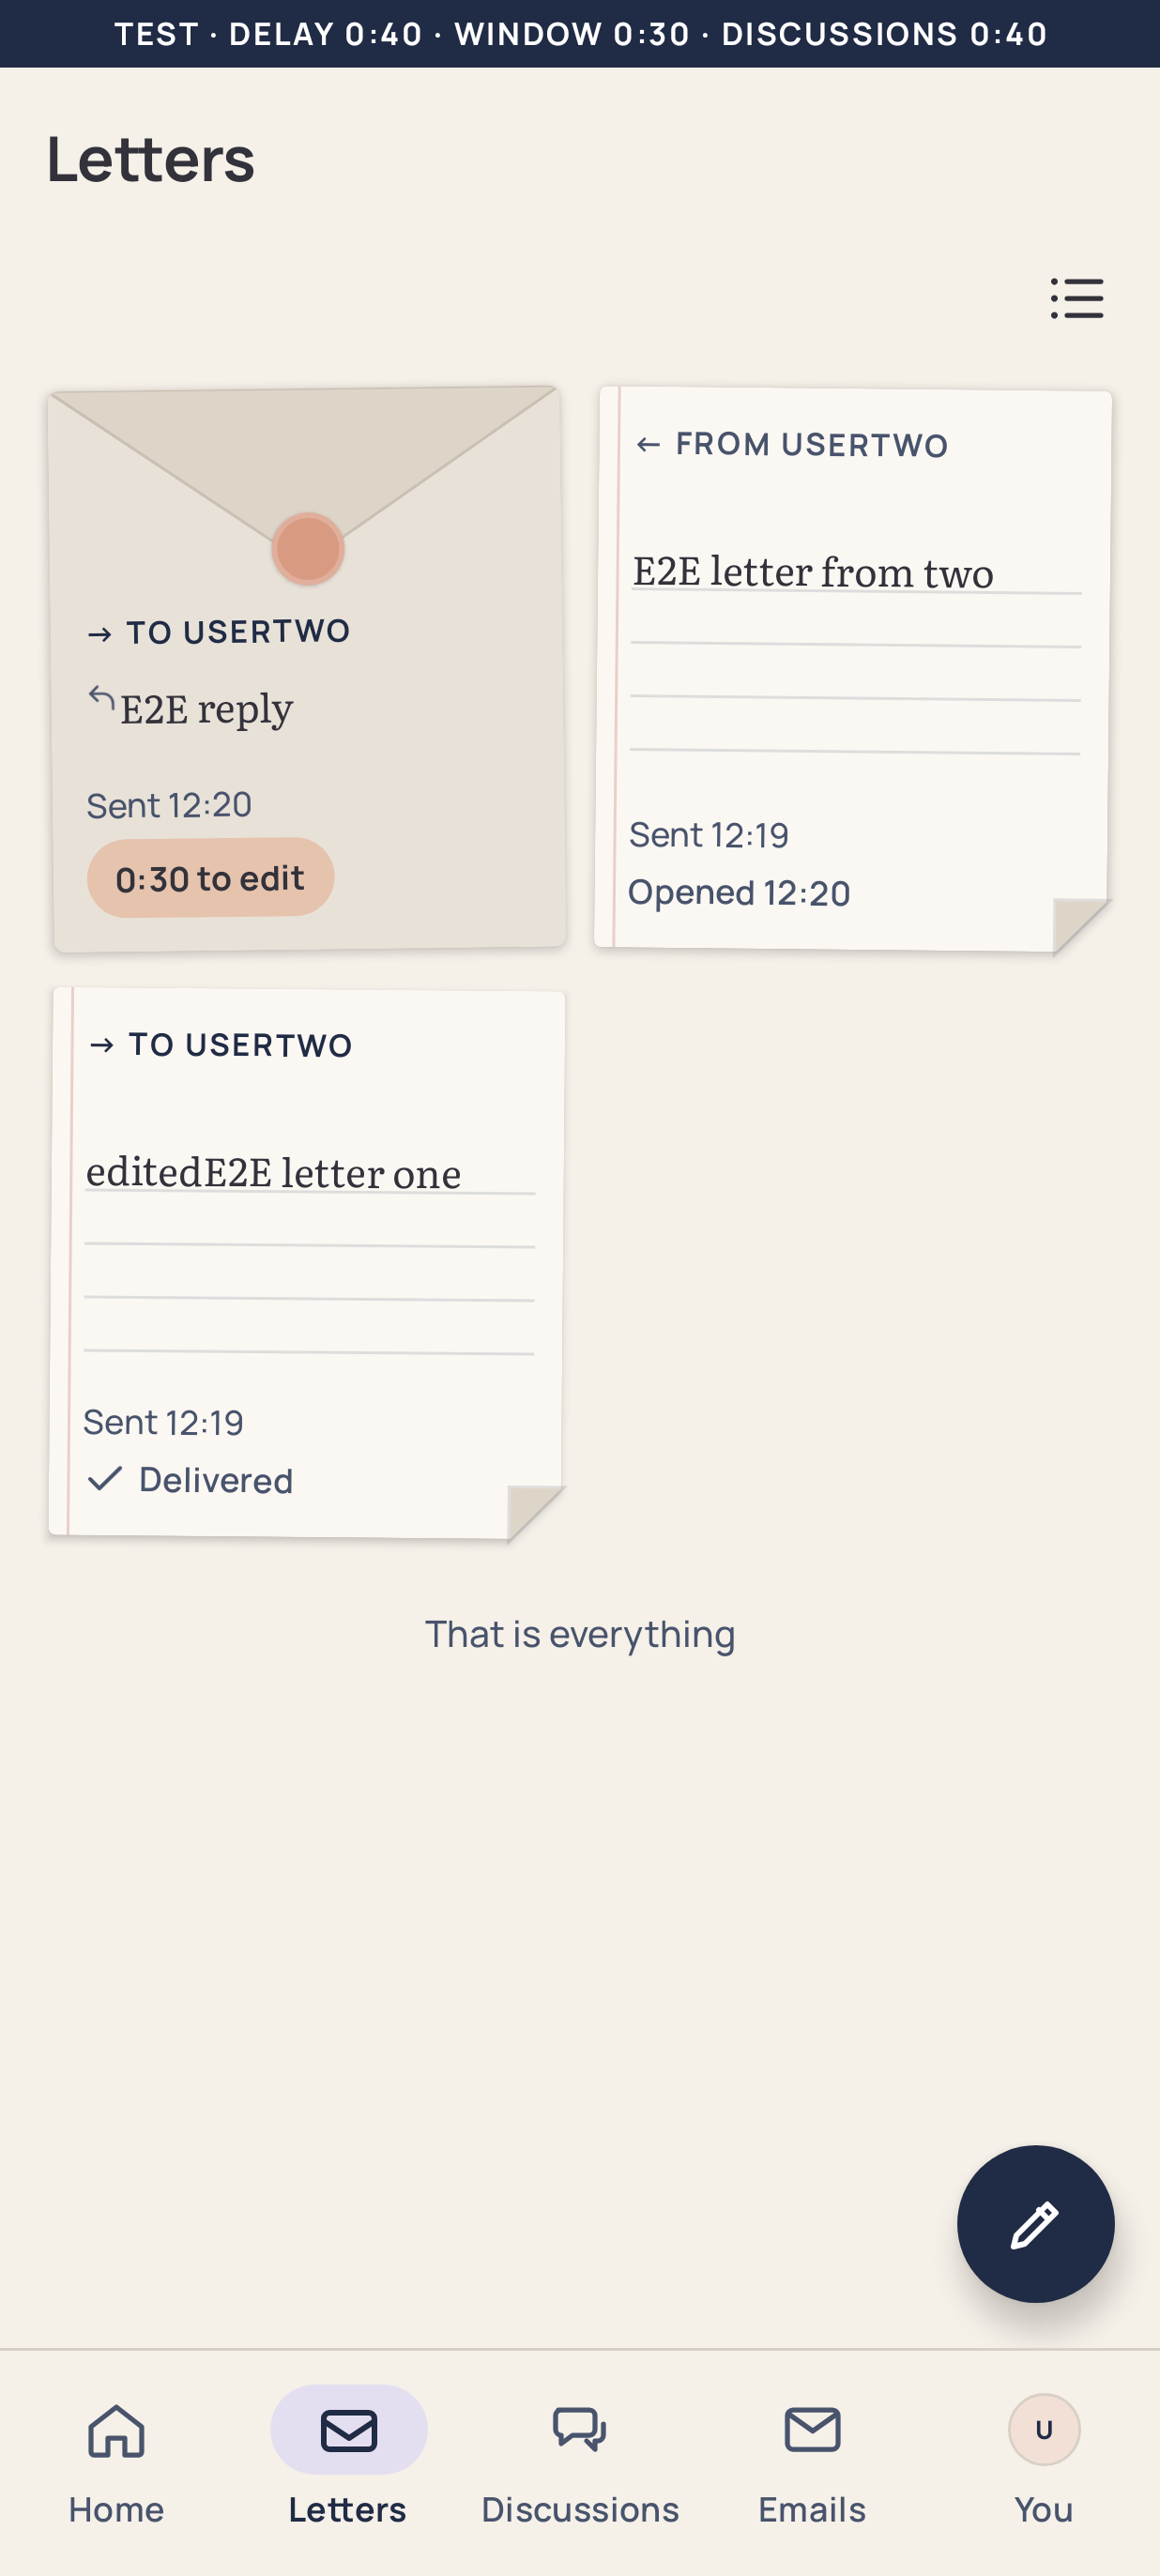 TEST · DELAY 0:40 · WINDOW 0:30 · DISCUSSIONS 0:40
Letters
→ TO USERTWO
E2E reply
Sent 12:20
0:30 to edit
← FROM USERTWO
E2E letter from two
Sent 12:19
Opened 12:20
→ TO USERTWO
editedE2E letter one
Sent 12:19
Delivered
That is everything
Home
Letters
Discussions
Emails
U
You